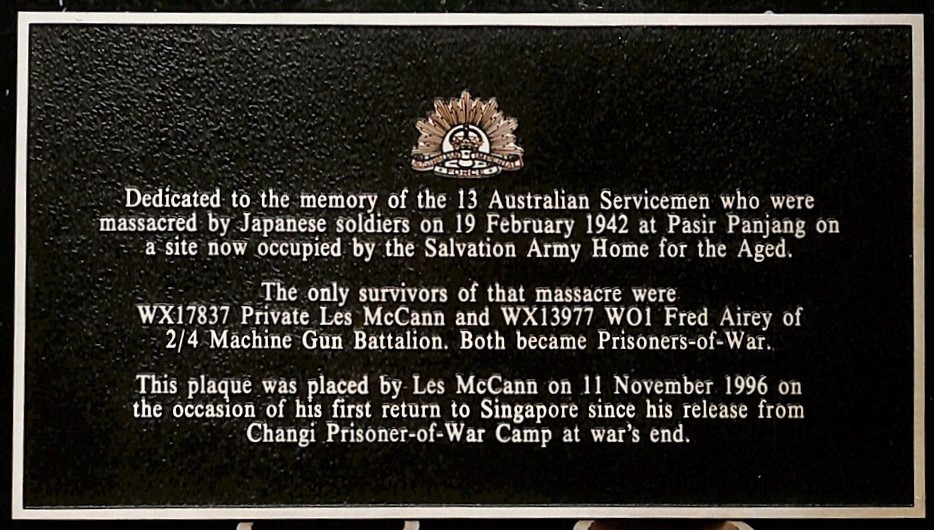 AUSTRALIAN IMPERIAL
FORCE
Dedicated to the memory of the 13 Australian Servicemen who were
massacred by Japanese soldiers on 19 February 1942 at Pasir Panjang on
a site now occupied by the Salvation Army Home for the Aged.
The only survivors of that massacre were
WX17837 Private Les McCann and WX13977 WO1 Fred Airey of
2/4 Machine Gun Battalion. Both became Prisoners-of-War.
This plaque was placed by Les McCann on 11 November 1996 on
the occasion of his first return to Singapore since his release from
Changi Prisoner-of-War Camp at war's end.